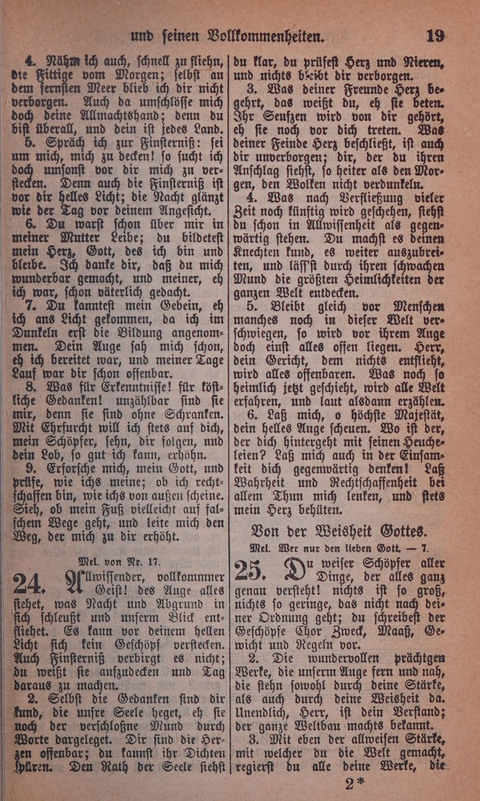 und seinen Vollkommenheiten. 19
4. Nähm ich auch, schnell zu fliehn,
die Fittige vom Morgen; selbst an
dem fernsten Meer blieb ich dir nicht
verborgen. Auch da umschlösse mich
doch deine Allmachtshand; denn du
bist überall, und dein ist jedes Land.
5. Spräch ich zur Finsterniß: sei
um mich, mich zu decken! so sucht ich
doch umsonst vor dir mich zu ver-
stecken. Denn auch die Finsterniß ist
vor dir helles Licht; die Nacht glänzt
wie der Tag vor deinem Angesicht.
6. Du warst schon über mir in
meiner Mutter Leibe; du bildetest
mein Herz, Gott, des ich bin und
bleibe. Ich danke dir, daß du mich
wunderbar gemacht, und meiner, eh
ich war, schon väterlich gedacht.
7. Du kanntest mein Gebein, eh
ich ans Licht gekommen, da ich im
Dunkeln erst die Bildung angenom-
men. Dein Auge sah mich schon,
eh ich bereitet war, und meiner Tage
Lauf war dir schon offenbar.
8. Was für Erkenntnisse! für köst-
liche Gedanken! unzählbar sind sie
mir, denn sie sind ohne Schranken.
Mit Ehrfurcht will ich stets auf dich,
mein Schöpfer, sehn, dir folgen, und
dein Lob, so gut ich kann, erhöhn.
9. Erforsche mich, mein Gott, und
prüfe, wie ichs meine; ob ich recht-
schaffen bin, wie ichs von außen scheine.
Sieh, ob mein Fuß vielleicht auf fal-
schem Wege geht, und leite mich den
Weg, der mich zu dir erhöht.
Mel. von Nr. 17.
24. Allwissender, vollkommner
Geist! des Auge alles
siehet, was Nacht und Abgrund in
sich schleußt und unserm Blick ent-
ziehet. Es kann vor deinem hellen
Licht sich kein Geschöpf verstecken.
Auch Finsterniß verbirgt es nicht;
du weißt sie aufzudecken und Tag
daraus zu machen.
2. Selbst die Gedanken sind dir
kund, die unsre Seele heget, eh sie
noch der verschloßne Mund durch
Worte dargeleget. Dir sind die Her-
zen offenbar; du kannst ihr Dichten
spüren. Den Rath der Seele siehst
du klar, du prüfest Herz und Nieren,
und nichts bleibt dir verborgen.
3. Was deiner Freunde Herz be-
gehrt, das weißt du, eh sie beten.
Ihr Seufzen wird von dir gehört,
eh sie noch vor dir treten. Was
deiner Feinde Herz beschließt, ist auch
dir unverborgen; dir, der du ihren
Anschlag siehst, so heiter als den Mor-
gen, den Wolken nicht verdunkeln.
4. Was nach Verfließung vieler
Zeit noch künftig wird geschehen, siehst
du schon in Allwissenheit als gegen-
wärtig stehen. Du machst es deinen
Knechten kund, es weiter auszubrei-
ten, und läss'st durch ihren schwachen
Mund die größten Heimlichkeiten der
ganzen Welt entdecken.
5. Bleibt gleich vor Menschen
manches noch in dieser Welt ver-
schwiegen, so wird vor ihrem Auge
doch einst alles offen liegen. Herr,
dein Gericht, dem nichts entflieht,
wird alles offenbaren. Was noch so
heimlich jetzt geschieht, wird alle Welt
erfahren, und laut alsdann erzählen.
6. Laß mich, o höchste Majestät,
dein helles Auge scheuen. Wo ist der,
der dich hintergeht mit seinen Heuche-
leien? Laß mich auch in der Einsam-
keit dich gegenwärtig denken! Laß
Wahrheit und Rechtschaffenheit bei
allem Thun mich lenken, und stets
mein Herz behüten.
Von der Weisheit Gottes.
Mel. Wer nur den lieben Gott. — 7.
25. Du weiser Schöpfer aller
Dinge, der alles ganz
genau versteht! nichts ist so groß,
nichts so geringe, das nicht nach dei-
ner Ordnung geht; du schreibest der
Geschöpfe Chor Zweck, Maaß, Ge-
wicht und Regeln vor.
2. Die wundervollen prächtgen
Werke, die unserm Auge fern und nah,
die stehn sowohl durch deine Stärke,
als auch durch deine Weisheit da.
Unendlich, Herr, ist dein Verstand;
der ganze Weltbau machts bekannt.
3. Mit eben der allweisen Stärke,
mit welcher du die Welt gemacht,
regierst du alle deine Werke, die
2*